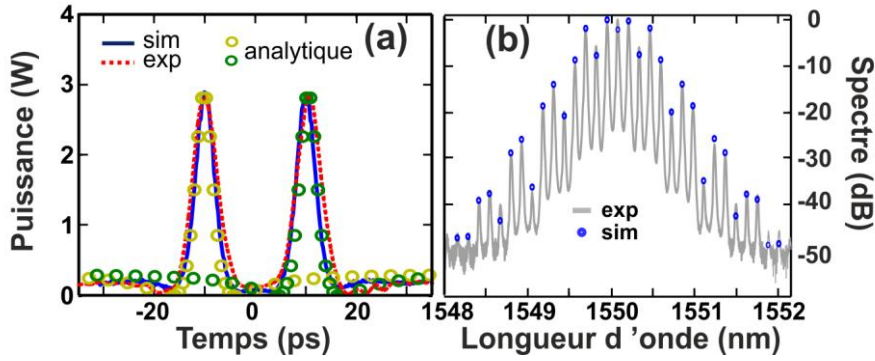 4
3
2
1
0
Puissance (W)
sim
exp
analytique
(a)
-20
0
20
Temps (ps)
(b)
0
-10
-20
-30
-40
-50
Spectre (dB)
exp
sim
1548
1549
1550
1551
1552
Longueur d 'onde (nm)